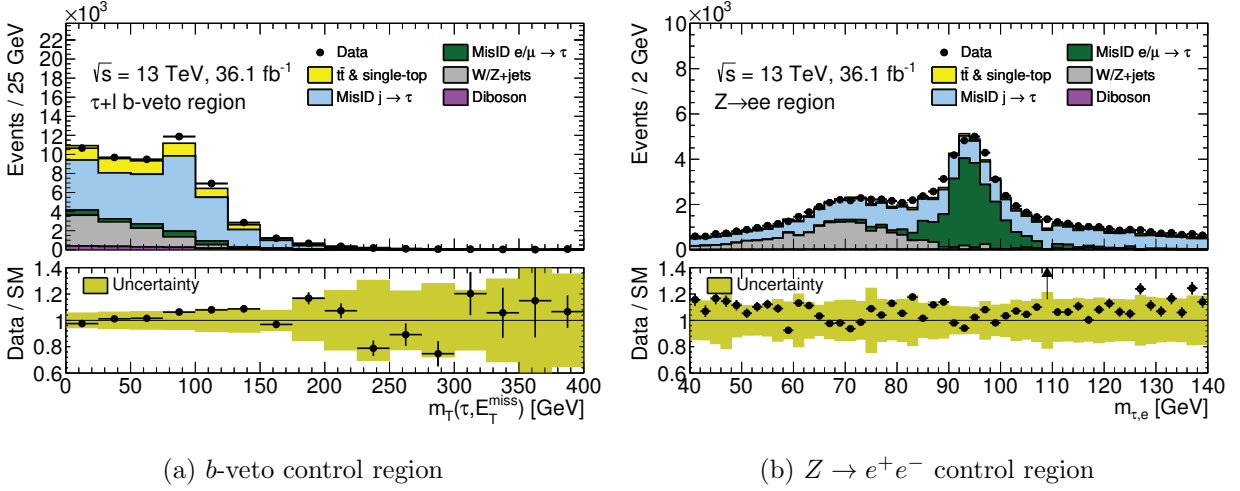 ×10³
Events / 25 GeV
24
22
20
18
16
14
12
10
8
6
4
2
0
√s = 13 TeV, 36.1 fb⁻¹
τ+l b-veto region
Data
tt̄ & single-top
MisID j → τ
MisID e/μ → τ
W/Z+jets
Diboson
Data / SM
1.4
1.2
1
0.8
0.6
Uncertainty
0 50 100 150 200 250 300 350 400
m_T(τ,E_T^miss) [GeV]
(a) b-veto control region
×10³
Events / 2 GeV
10
8
6
4
2
0
√s = 13 TeV, 36.1 fb⁻¹
Z→ee region
Data
tt̄ & single-top
MisID j → τ
MisID e/μ → τ
W/Z+jets
Diboson
Data / SM
1.4
1.2
1
0.8
0.6
Uncertainty
40 50 60 70 80 90 100 110 120 130 140
m_τ,e [GeV]
(b) Z → e⁺e⁻ control region